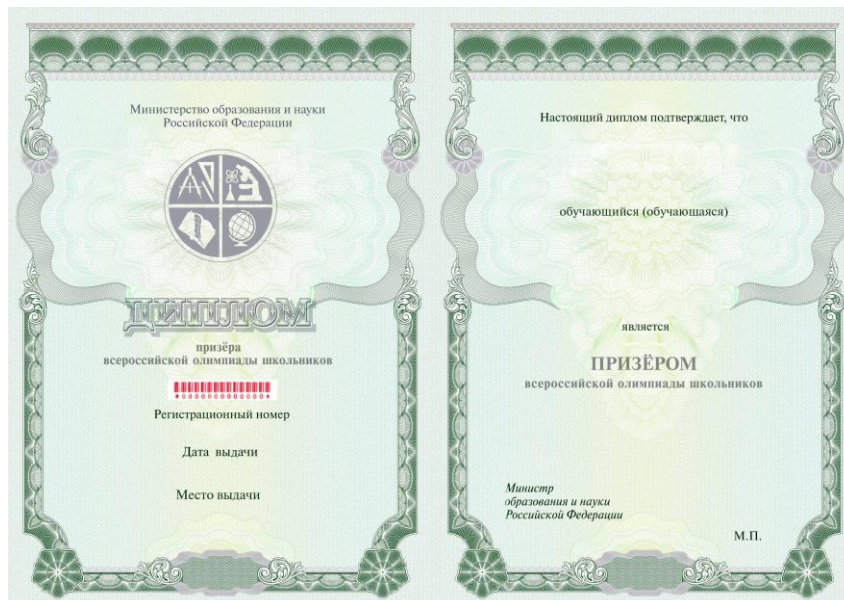 Министерство образования и науки
Российской Федерации
ДИПЛОМ
призёра
всероссийской олимпиады школьников
*0000000000000*
Регистрационный номер
Дата выдачи
Место выдачи
Настоящий диплом подтверждает, что
обучающийся (обучающаяся)
является
ПРИЗЁРОМ
всероссийской олимпиады школьников
Министр
образования и науки
Российской Федерации
М.П.